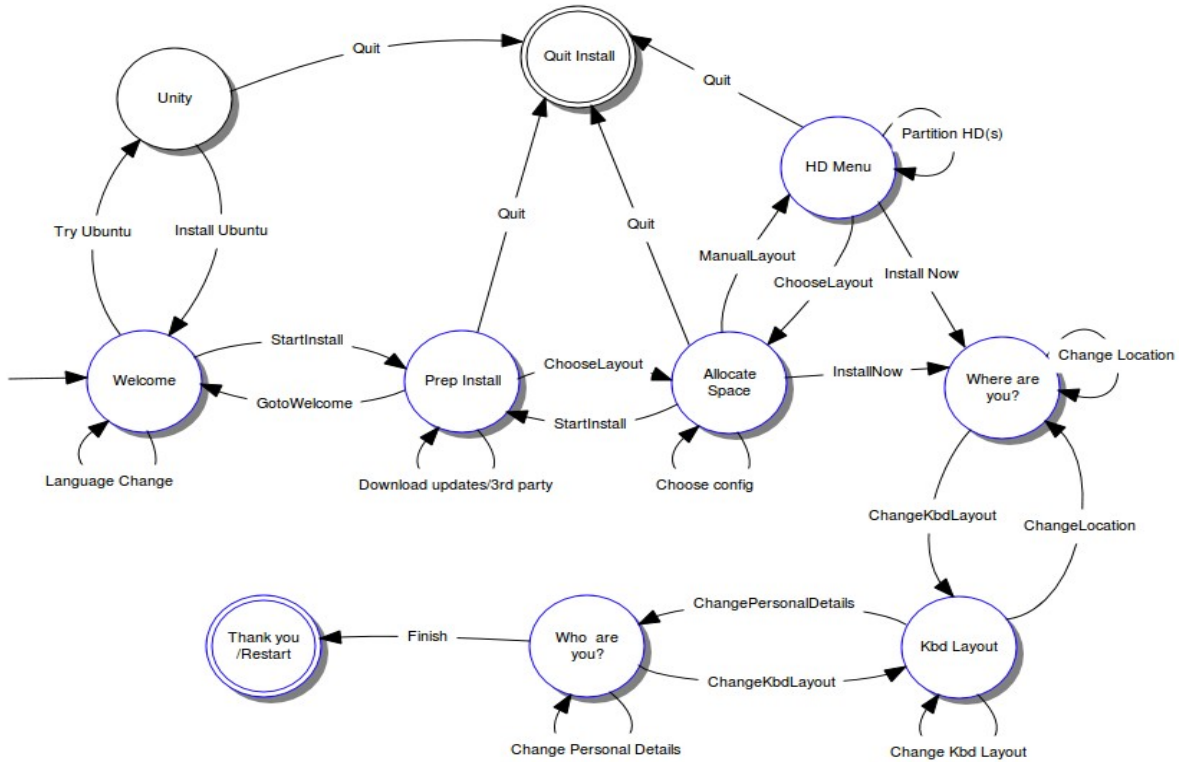 Quit
Quit Install
Unity
Quit
Partition HD(s)
HD Menu
Try Ubuntu
Install Ubuntu
Quit
Quit
ManualLayout
ChooseLayout
Install Now
StartInstall
ChooseLayout
Change Location
Welcome
GotoWelcome
Prep Install
StartInstall
Allocate
Space
InstallNow
Where are
you?
Language Change
Download updates/3rd party
Choose config
ChangeKbdLayout
ChangeLocation
Thank you
/Restart
Finish
Who are
you?
ChangePersonalDetails
ChangeKbdLayout
Kbd Layout
Change Personal Details
Change Kbd Layout